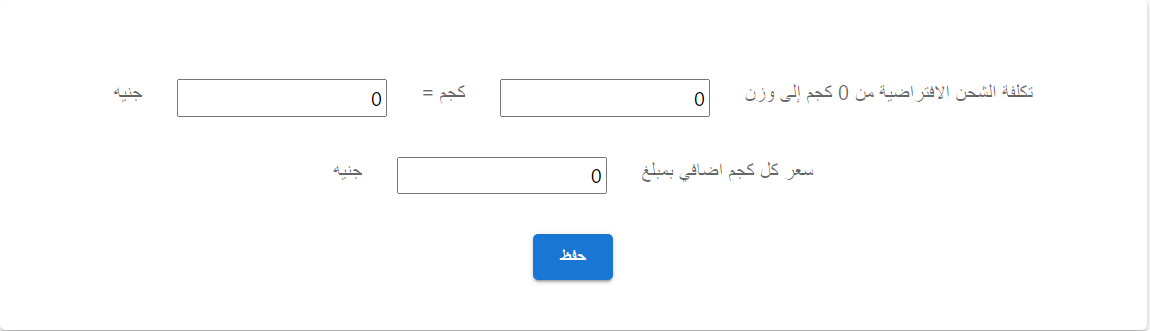 تكلفة الشحن الافتراضية من 0 كجم إلى وزن 0 كجم = 0 جنيه
سعر كل كجم اضافي بمبلغ 0 جنيه
حفظ